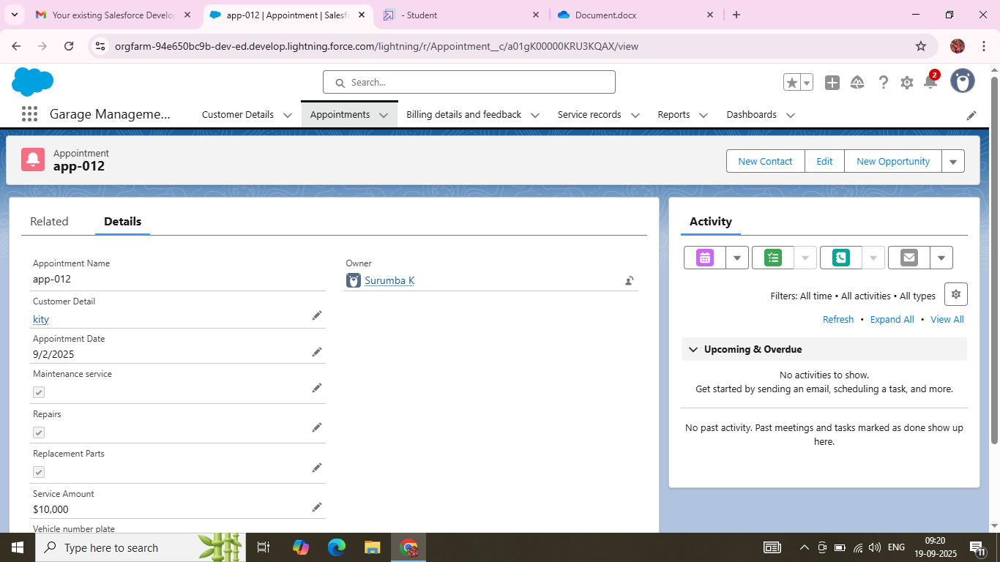 Your existing Salesforce Develo
app-012 | Appointment | Salesf
- Student
Document.docx
orgfarm-94e650bc9b-dev-ed.develop.lightning.force.com/lightning/r/Appointment__c/a01gK00000KRU3KQAX/view
Search...
2
Garage Manageme...
Customer Details
Appointments
Billing details and feedback
Service records
Reports
Dashboards
Appointment
app-012
New Contact
Edit
New Opportunity
Related
Details
Appointment Name
app-012
Customer Detail
kity
Appointment Date
9/2/2025
Maintenance service
Repairs
Replacement Parts
Service Amount
$10,000
Vehicle number plate
Owner
Surumba K
Activity
Filters: All time • All activities • All types
Refresh • Expand All • View All
Upcoming & Overdue
No activities to show.
Get started by sending an email, scheduling a task, and more.
No past activity. Past meetings and tasks marked as done show up
here.
Type here to search
ENG
09:20
19-09-2025
11